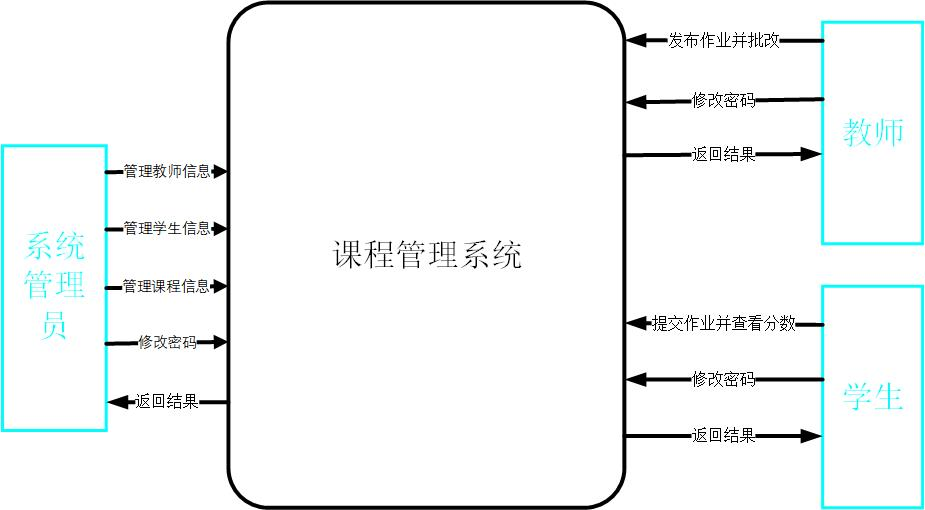 系统
管理
员
管理教师信息
管理学生信息
管理课程信息
修改密码
返回结果
课程管理系统
发布作业并批改
修改密码
返回结果
教师
提交作业并查看分数
修改密码
返回结果
学生